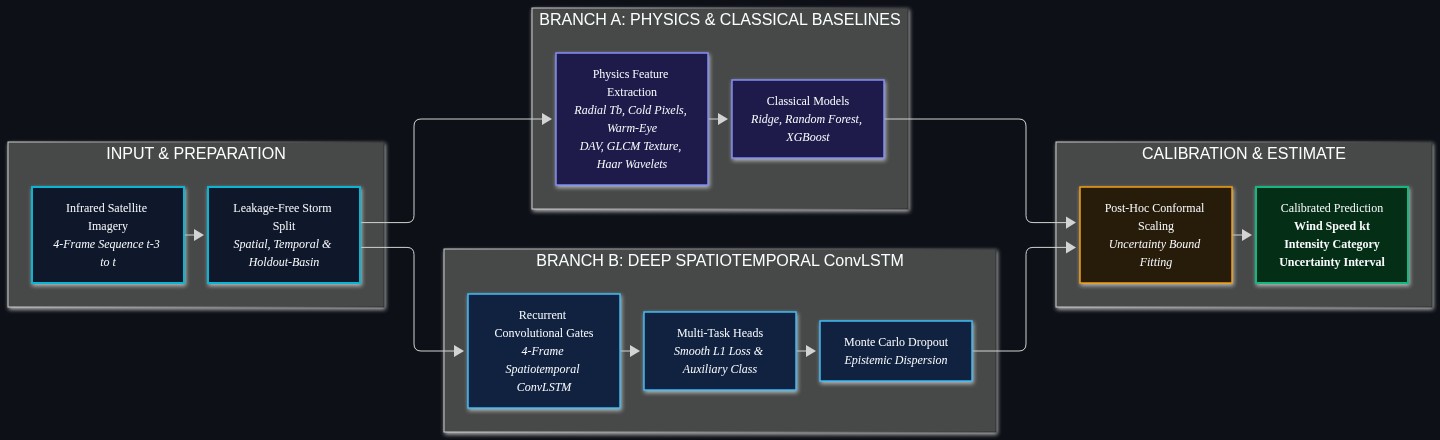 INPUT & PREPARATION
Infrared Satellite
Imagery
4-Frame Sequence t-3
to t
Leakage-Free Storm
Split
Spatial, Temporal &
Holdout-Basin
BRANCH A: PHYSICS & CLASSICAL BASELINES
Physics Feature
Extraction
Radial Tb, Cold Pixels,
Warm-Eye
DAV, GLCM Texture,
Haar Wavelets
Classical Models
Ridge, Random Forest,
XGBoost
BRANCH B: DEEP SPATIOTEMPORAL ConvLSTM
Recurrent
Convolutional Gates
4-Frame
Spatiotemporal
ConvLSTM
Multi-Task Heads
Smooth L1 Loss &
Auxiliary Class
Monte Carlo Dropout
Epistemic Dispersion
CALIBRATION & ESTIMATE
Post-Hoc Conformal
Scaling
Uncertainty Bound
Fitting
Calibrated Prediction
Wind Speed kt
Intensity Category
Uncertainty Interval